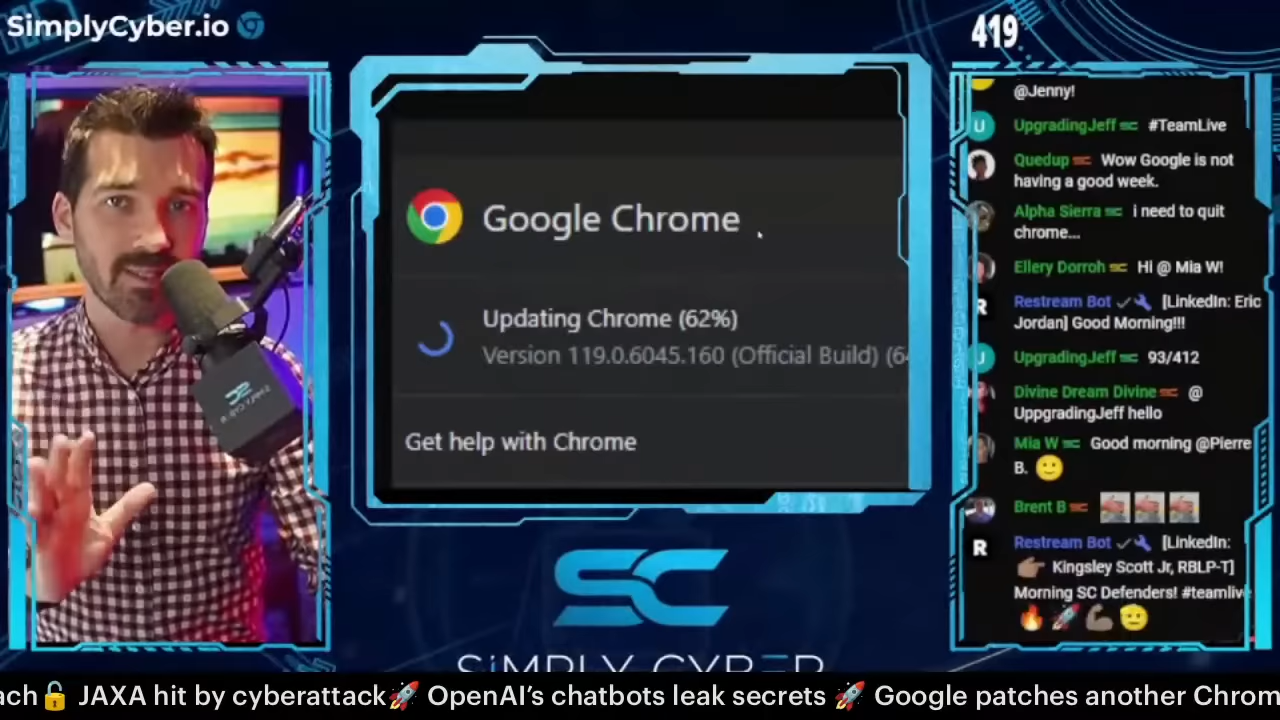 SimplyCyber.io
419
Google Chrome
Updating Chrome (62%)
Version 119.0.6045.160 (Official Build) (64
Get help with Chrome
@Jenny!
U
UpgradingJeff #TeamLive
Quedup Wow Google is not
having a good week.
Alpha Sierra i need to quit
chrome...
Ellery Dorroh Hi @ Mia W!
R
Restream Bot [LinkedIn: Eric
Jordan] Good Morning!!!
U
UpgradingJeff 93/412
Divine Dream Divine @
UppgradingJeff hello
Mia W Good morning @Pierre
B. 🙂
Brent B
R
Restream Bot [LinkedIn:
👉🏽 Kingsley Scott Jr, RBLP-T]
Morning SC Defenders! #teamlive
🔥 🚀 💪🏽 🫡
SC
SIMPLY CYBER
ach🔓 JAXA hit by cyberattack🚀 OpenAI’s chatbots leak secrets 🚀 Google patches another Chrom